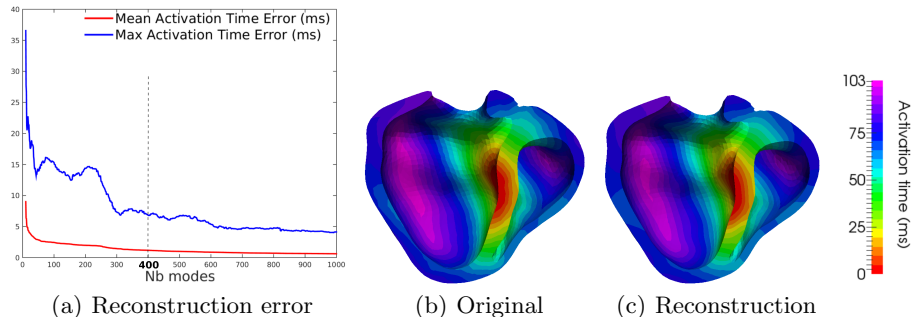 Mean Activation Time Error (ms)
Max Activation Time Error (ms)
40
35
30
25
20
15
10
5
0
0 100 200 300 400 500 600 700 800 900 1000
Nb modes
(a) Reconstruction error
(b) Original
(c) Reconstruction
103
75
50
25
0
Activation time (ms)